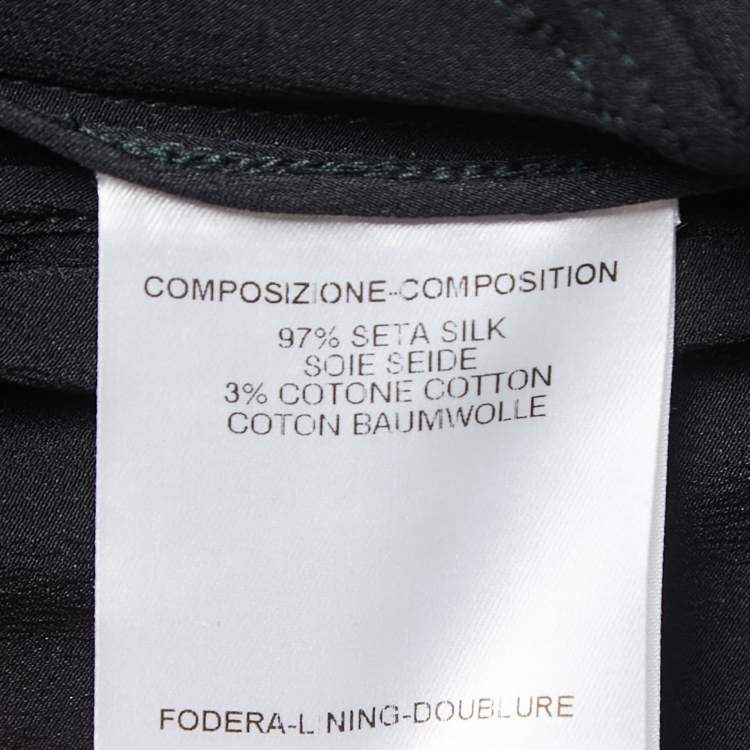 COMPOSIZIONE-COMPOSITION
97% SETA SILK
SOIE SEIDE
3% COTONE COTTON
COTON BAUMWOLLE
FODERA-LINING-DOUBLURE